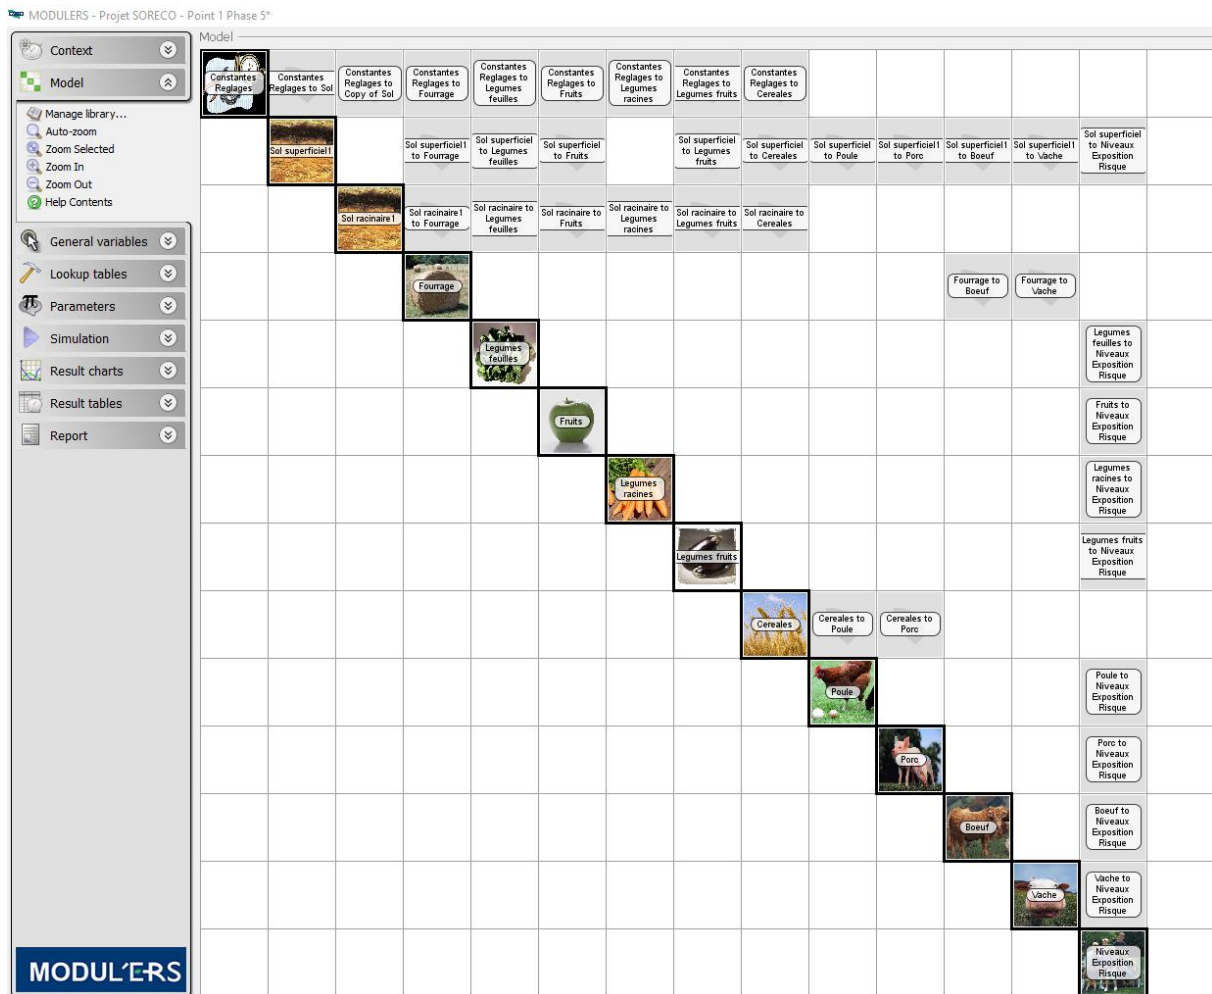 MODULERS - Projet SORECO - Point 1 Phase 5*
Context
Model
Manage library...
Auto-zoom
Zoom Selected
Zoom In
Zoom Out
Help Contents
General variables
Lookup tables
Parameters
Simulation
Result charts
Result tables
Report
MODUL'ERS
Model
Constantes
Reglages
Constantes
Reglages to Sol
Constantes
Reglages to
Copy of Sol
Constantes
Reglages to
Fourrage
Constantes
Reglages to
Legumes
feuilles
Constantes
Reglages to
Fruits
Constantes
Reglages to
Legumes
racines
Constantes
Reglages to
Legumes fruits
Constantes
Reglages to
Cereales
Sol superficiel1
Sol superficiel1
to Fourrage
Sol superficiel
to Legumes
feuilles
Sol superficiel
to Fruits
Sol superficiel
to Legumes
fruits
Sol superficiel
to Cereales
Sol superficiel
to Poule
Sol superficiel1
to Porc
Sol superficiel1
to Boeuf
Sol superficiel1
to Vache
Sol superficiel
to Niveaux
Exposition
Risque
Sol racinaire1
Sol racinaire1
to Fourrage
Sol racinaire to
Legumes
feuilles
Sol racinaire to
Fruits
Sol racinaire to
Legumes
racines
Sol racinaire to
Legumes fruits
Sol racinaire to
Cereales
Fourrage
Fourrage to
Boeuf
Fourrage to
Vache
Legumes
feuilles
Legumes
feuilles to
Niveaux
Exposition
Risque
Fruits
Fruits to
Niveaux
Exposition
Risque
Legumes
racines
Legumes
racines to
Niveaux
Exposition
Risque
Legumes fruits
Legumes fruits
to Niveaux
Exposition
Risque
Cereales
Cereales to
Poule
Cereales to
Porc
Poule
Poule to
Niveaux
Exposition
Risque
Porc
Porc to
Niveaux
Exposition
Risque
Boeuf
Boeuf to
Niveaux
Exposition
Risque
Vache
Vache to
Niveaux
Exposition
Risque
Niveaux
Exposition
Risque